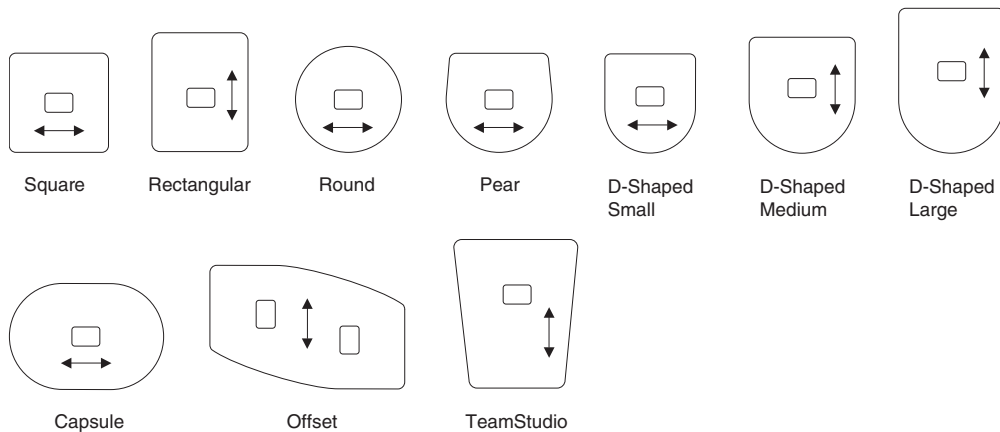 Square
Rectangular
Round
Pear
D-Shaped
Small
D-Shaped
Medium
D-Shaped
Large
Capsule
Offset
TeamStudio